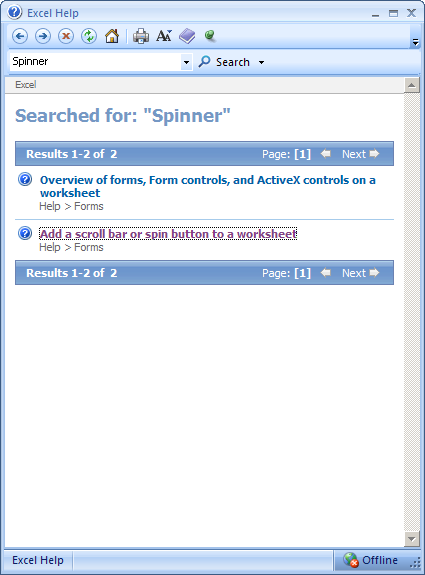 Excel Help
Spinner
Search
Excel
Searched for: "Spinner"
Results 1-2 of 2 Page: [1] Next
Overview of forms, Form controls, and ActiveX controls on a
worksheet
Help > Forms
Add a scroll bar or spin button to a worksheet
Help > Forms
Results 1-2 of 2 Page: [1] Next
Excel Help Offline